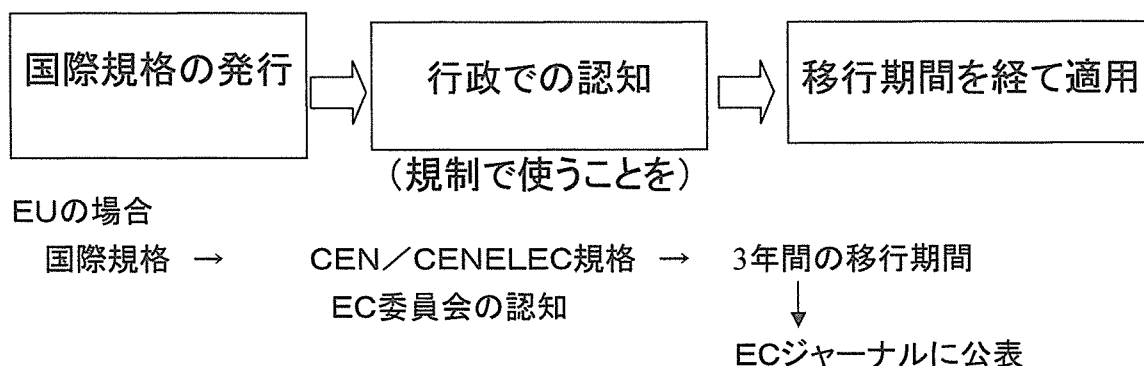 国際規格の発行
行政での認知
移行期間を経て適用
(規制で使うことを)
EUの場合
国際規格 → CEN/CENELEC規格 → 3年間の移行期間
EC委員会の認知
ECジャーナルに公表